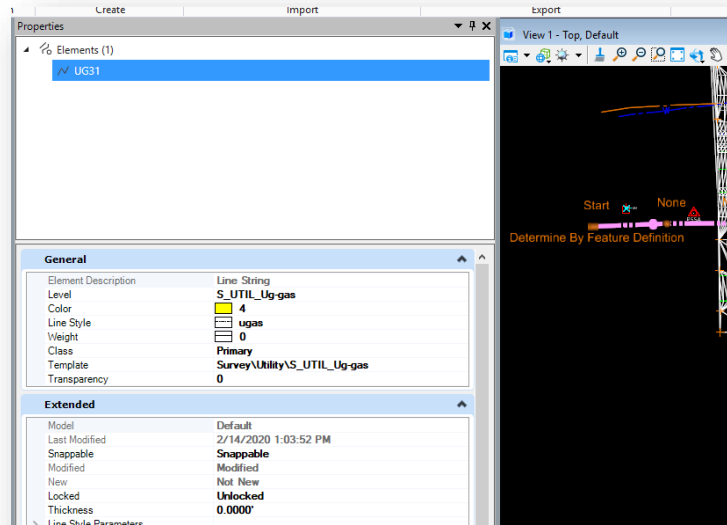 Create Import Export
Properties
Elements (1)
UG31
General
Element Description Line String
Level S_UTIL_Ug-gas
Color 4
Line Style ugas
Weight 0
Class Primary
Template Survey\Utility\S_UTIL_Ug-gas
Transparency 0
Extended
Model Default
Last Modified 2/14/2020 1:03:52 PM
Snappable Snappable
Modified Modified
New Not New
Locked Unlocked
Thickness 0.0000'
Line Style Parameters
View 1 - Top, Default
Start None
Determine By Feature Definition